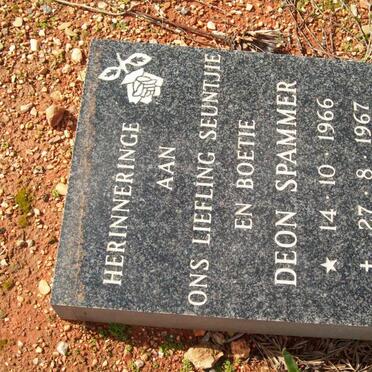 HERINNERINGE
AAN
ONS LIEFLING SEUNTJIE
EN BOETIE
DEON SPAMMER
★ 14·10·1966
✝ 27·8·1967